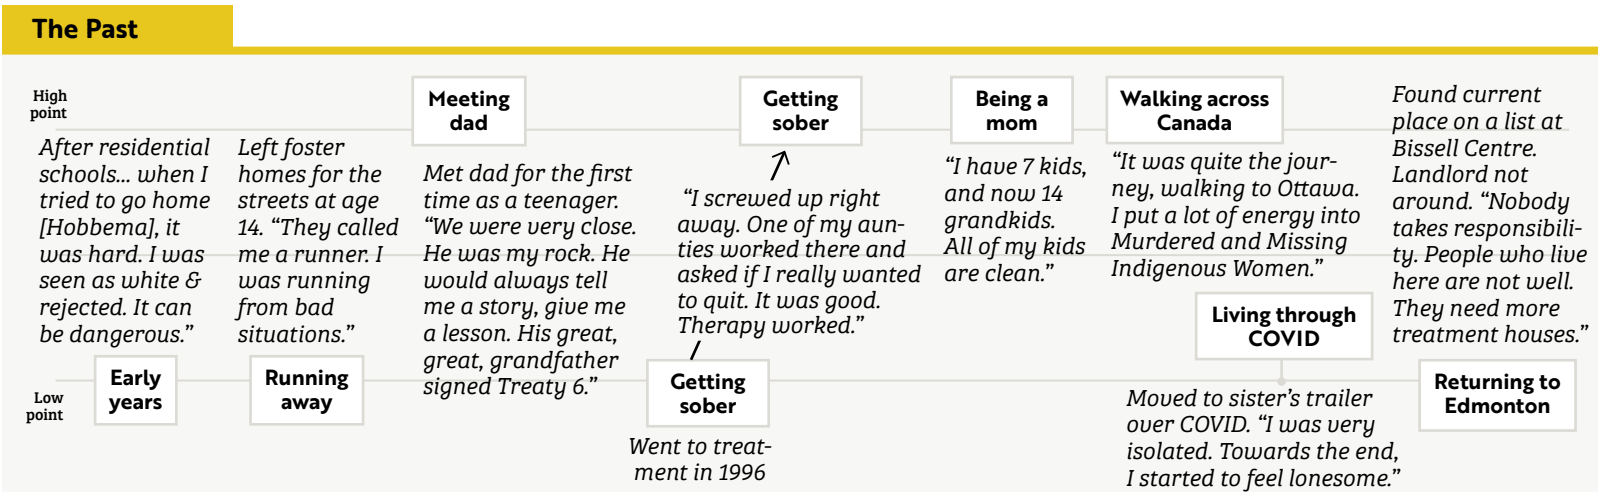 The Past
High
point
After residential
schools... when I
tried to go home
[Hobbema], it
was hard. I was
seen as white &
rejected. It can
be dangerous.”
Early
years
Low
point
Left foster
homes for the
streets at age
14. “They called
me a runner. I
was running
from bad
situations.”
Running
away
Meeting
dad
Met dad for the first
time as a teenager.
“We were very close.
He was my rock. He
would always tell
me a story, give me
a lesson. His great,
great, grandfather
signed Treaty 6.”
Getting
sober
“I screwed up right
away. One of my aun-
ties worked there and
asked if I really wanted
to quit. It was good.
Therapy worked.”
Getting
sober
Went to treat-
ment in 1996
Being a
mom
“I have 7 kids,
and now 14
grandkids.
All of my kids
are clean.”
Walking across
Canada
“It was quite the jour-
ney, walking to Ottawa.
I put a lot of energy into
Murdered and Missing
Indigenous Women.”
Living through
COVID
Moved to sister’s trailer
over COVID. “I was very
isolated. Towards the end,
I started to feel lonesome.”
Found current
place on a list at
Bissell Centre.
Landlord not
around. “Nobody
takes responsibili-
ty. People who live
here are not well.
They need more
treatment houses.”
Returning to
Edmonton